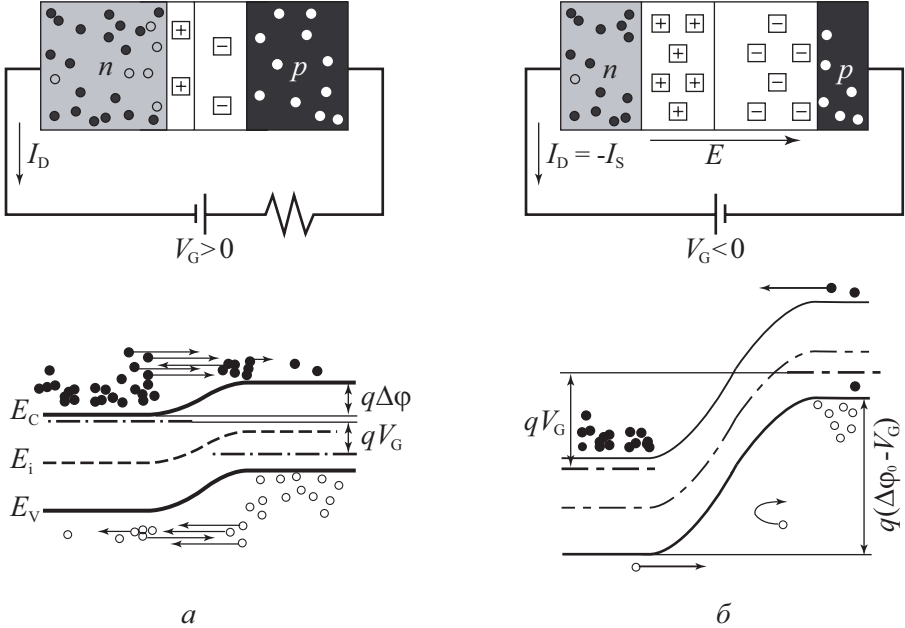 n
p
+
−
+
−
I_D
V_G>0
E_C
E_i
E_V
qΔφ
qV_G
а
n
p
+ + +
−
+
− −
+ +
−
+
− −
I_D = -I_S
E
V_G<0
qV_G
q(Δφ_0-V_G)
б